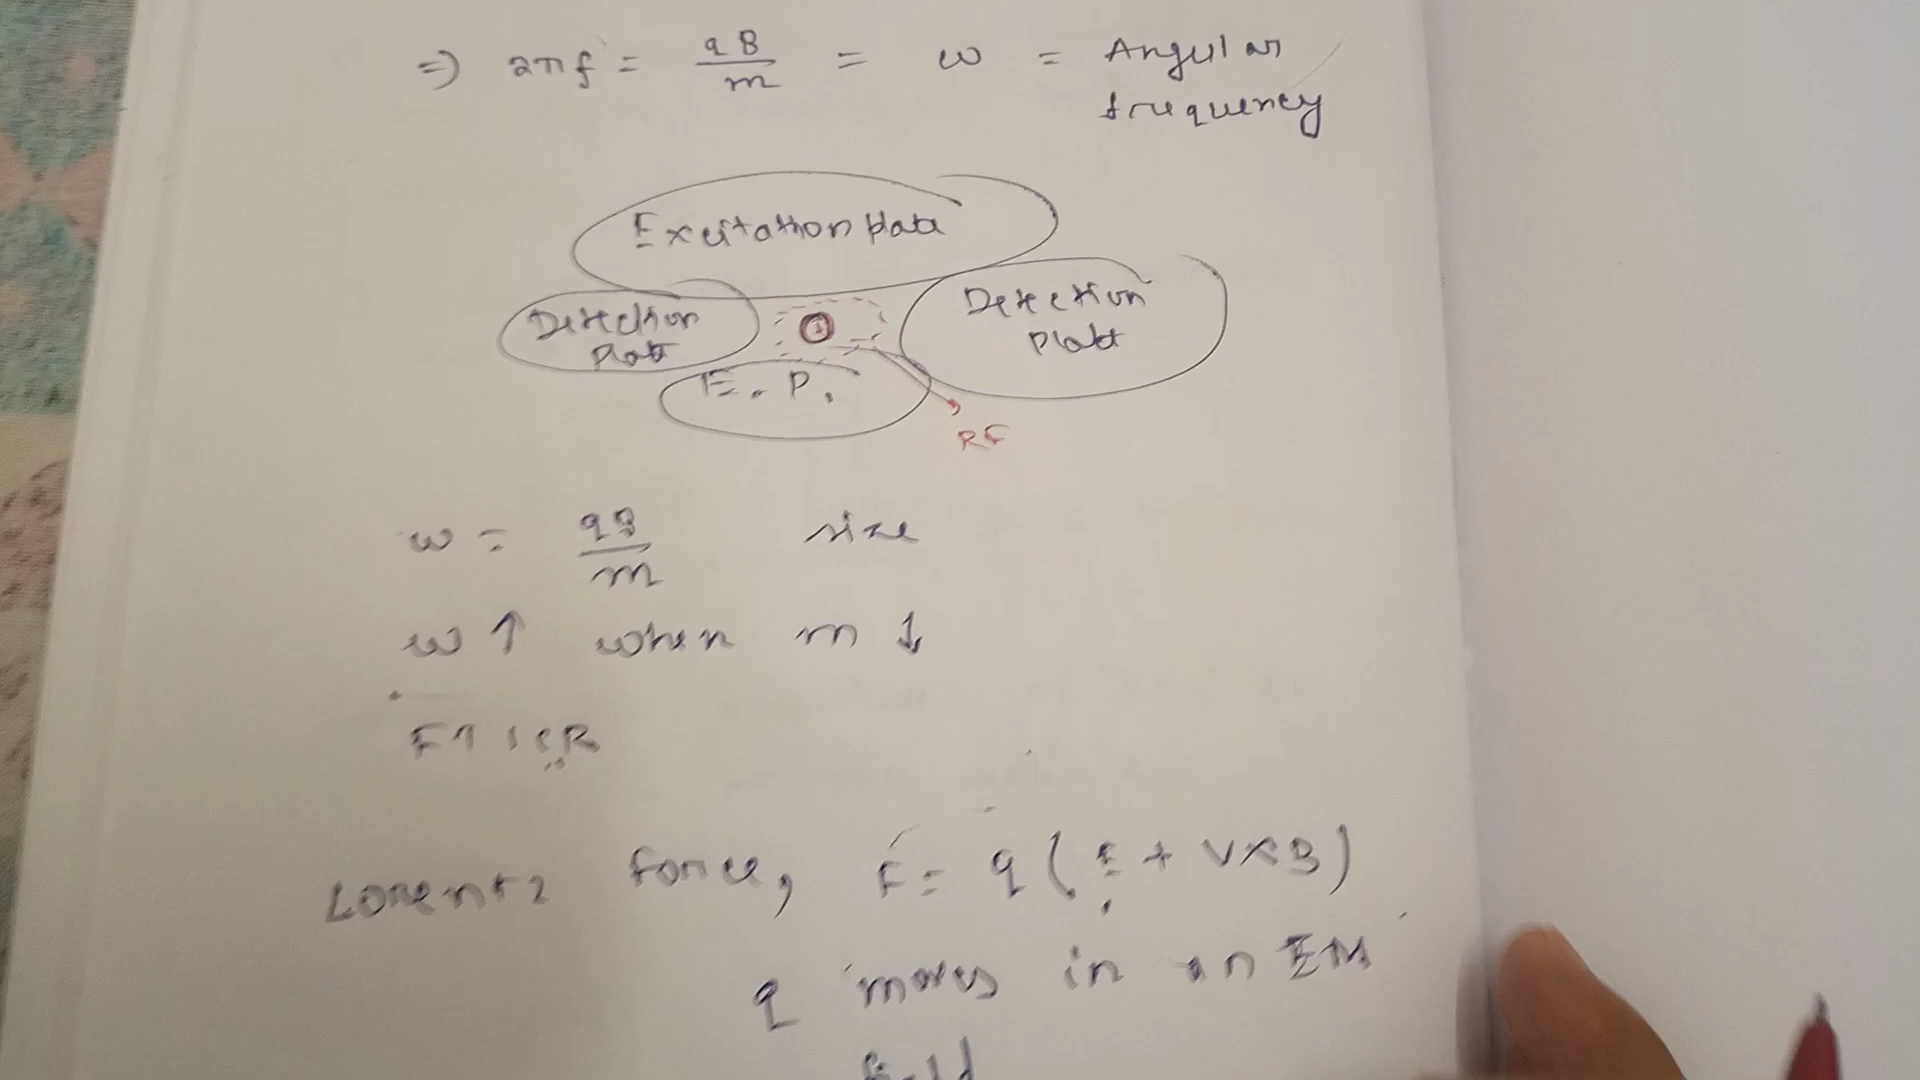 => 2πf = qB/m = ω = Angular
frequency
Excitation plate
Detection
plate
Detection
plate
E. P.
RF
ω = qB/m size
ω ↑ when m ↓
FT ICR
Lorentz force, F = q (E + V×B)
q moves in an EM
field